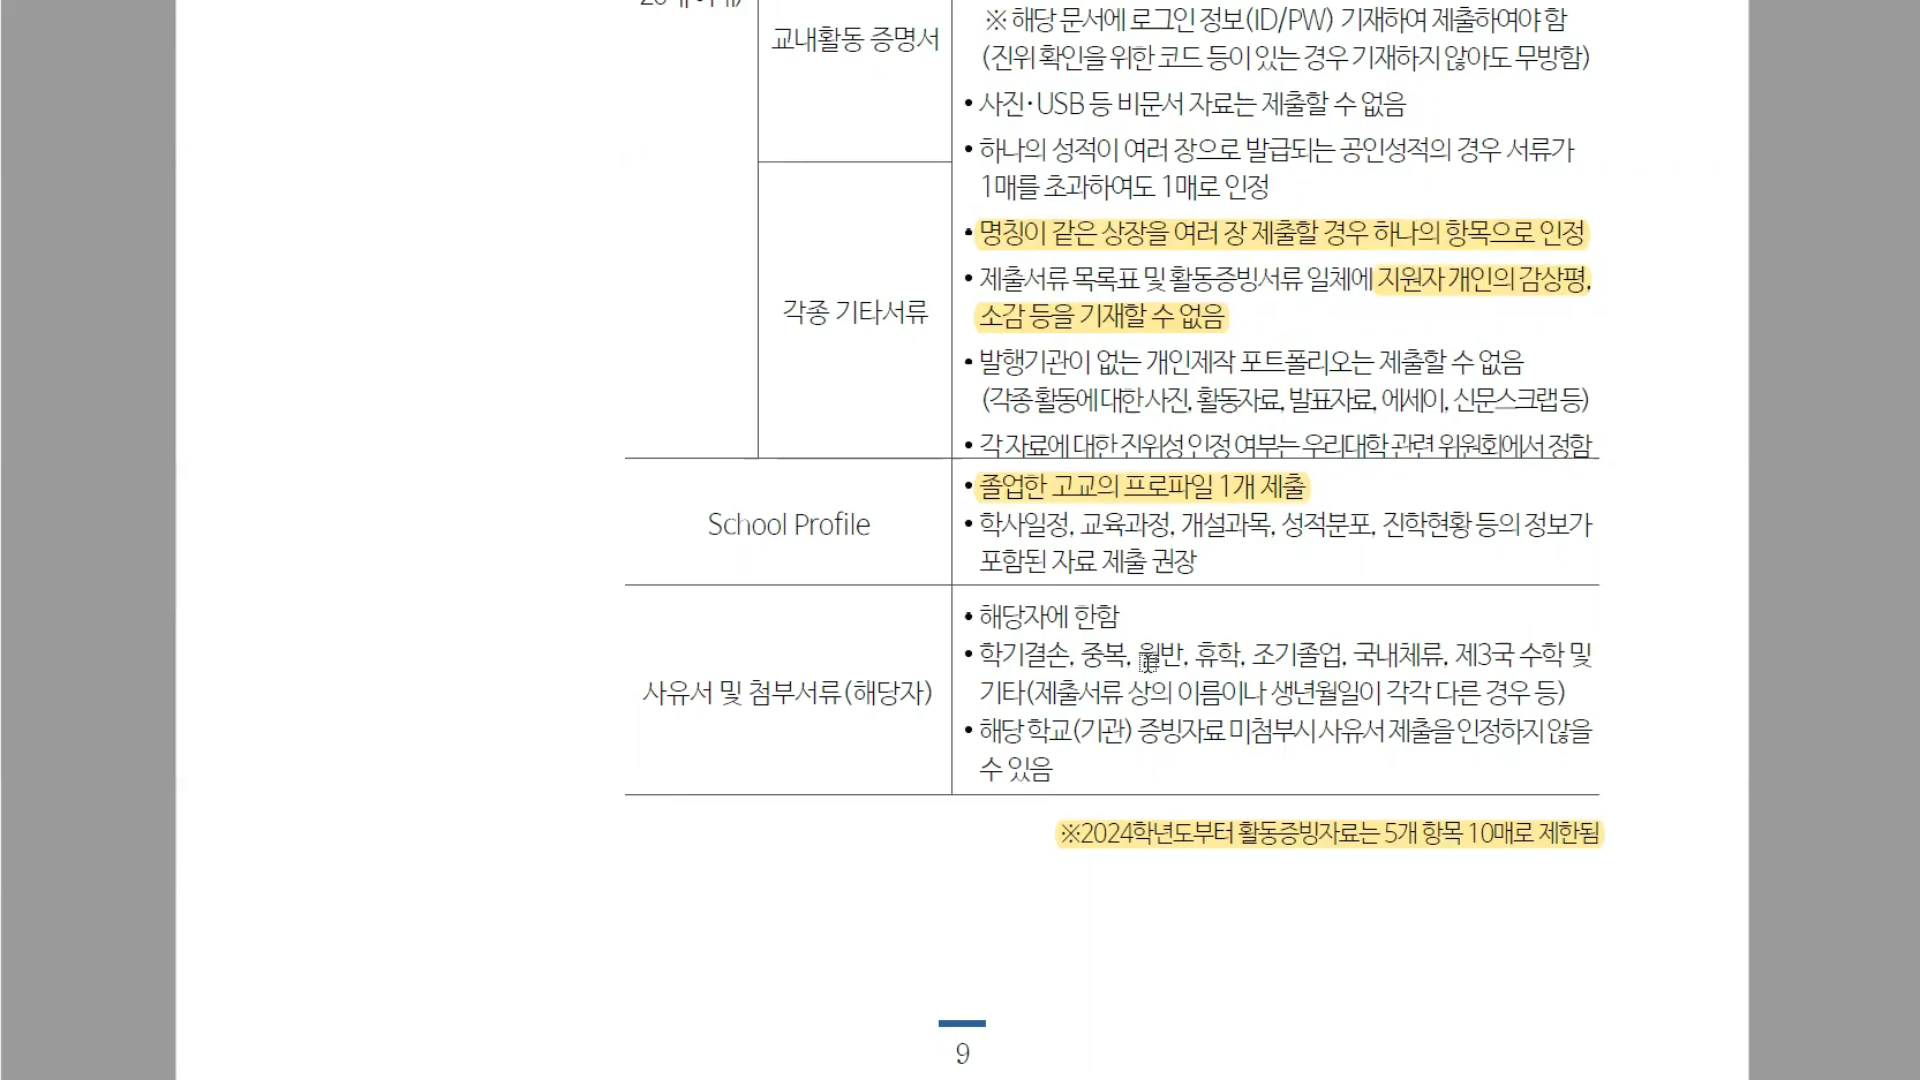 교내활동 증명서
※ 해당 문서에 로그인 정보(ID/PW) 기재하여 제출하여야 함
(진위 확인을 위한 코드 등이 있는 경우 기재하지 않아도 무방함)
• 사진·USB 등 비문서 자료는 제출할 수 없음
• 하나의 성적이 여러 장으로 발급되는 공인성적의 경우 서류가
1매를 초과하여도 1매로 인정
각종 기타서류
• 명칭이 같은 상장을 여러 장 제출할 경우 하나의 항목으로 인정
• 제출서류 목록표 및 활동증빙서류 일체에 지원자 개인의 감상평,
소감 등을 기재할 수 없음
• 발행기관이 없는 개인제작 포트폴리오는 제출할 수 없음
(각종 활동에 대한 사진, 활동자료, 발표자료, 에세이, 신문스크랩 등)
• 각 자료에 대한 진위성 인정 여부는 우리대학 관련 위원회에서 정함
School Profile
• 졸업한 고교의 프로파일 1개 제출
• 학사일정, 교육과정, 개설과목, 성적분포, 진학현황 등의 정보가
포함된 자료 제출 권장
사유서 및 첨부서류(해당자)
• 해당자에 한함
• 학기결손, 중복, 월반, 휴학, 조기졸업, 국내체류, 제3국 수학 및
기타(제출서류 상의 이름이나 생년월일이 각각 다른 경우 등)
• 해당 학교(기관) 증빙자료 미첨부시 사유서 제출을 인정하지 않을
수 있음
※2024학년도부터 활동증빙자료는 5개 항목 10매로 제한됨
9